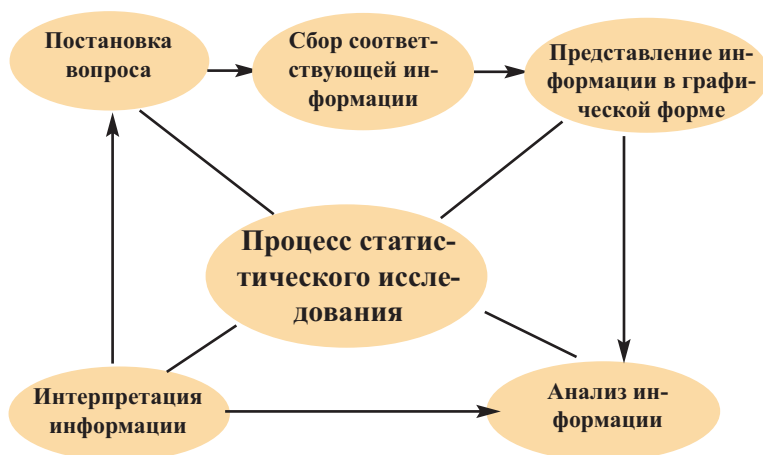 Постановка
вопроса
Сбор соответ-
ствующей ин-
формации
Представление ин-
формации в графи-
ческой форме
Процесс статис-
тического иссле-
дования
Интерпретация
информации
Анализ ин-
формации